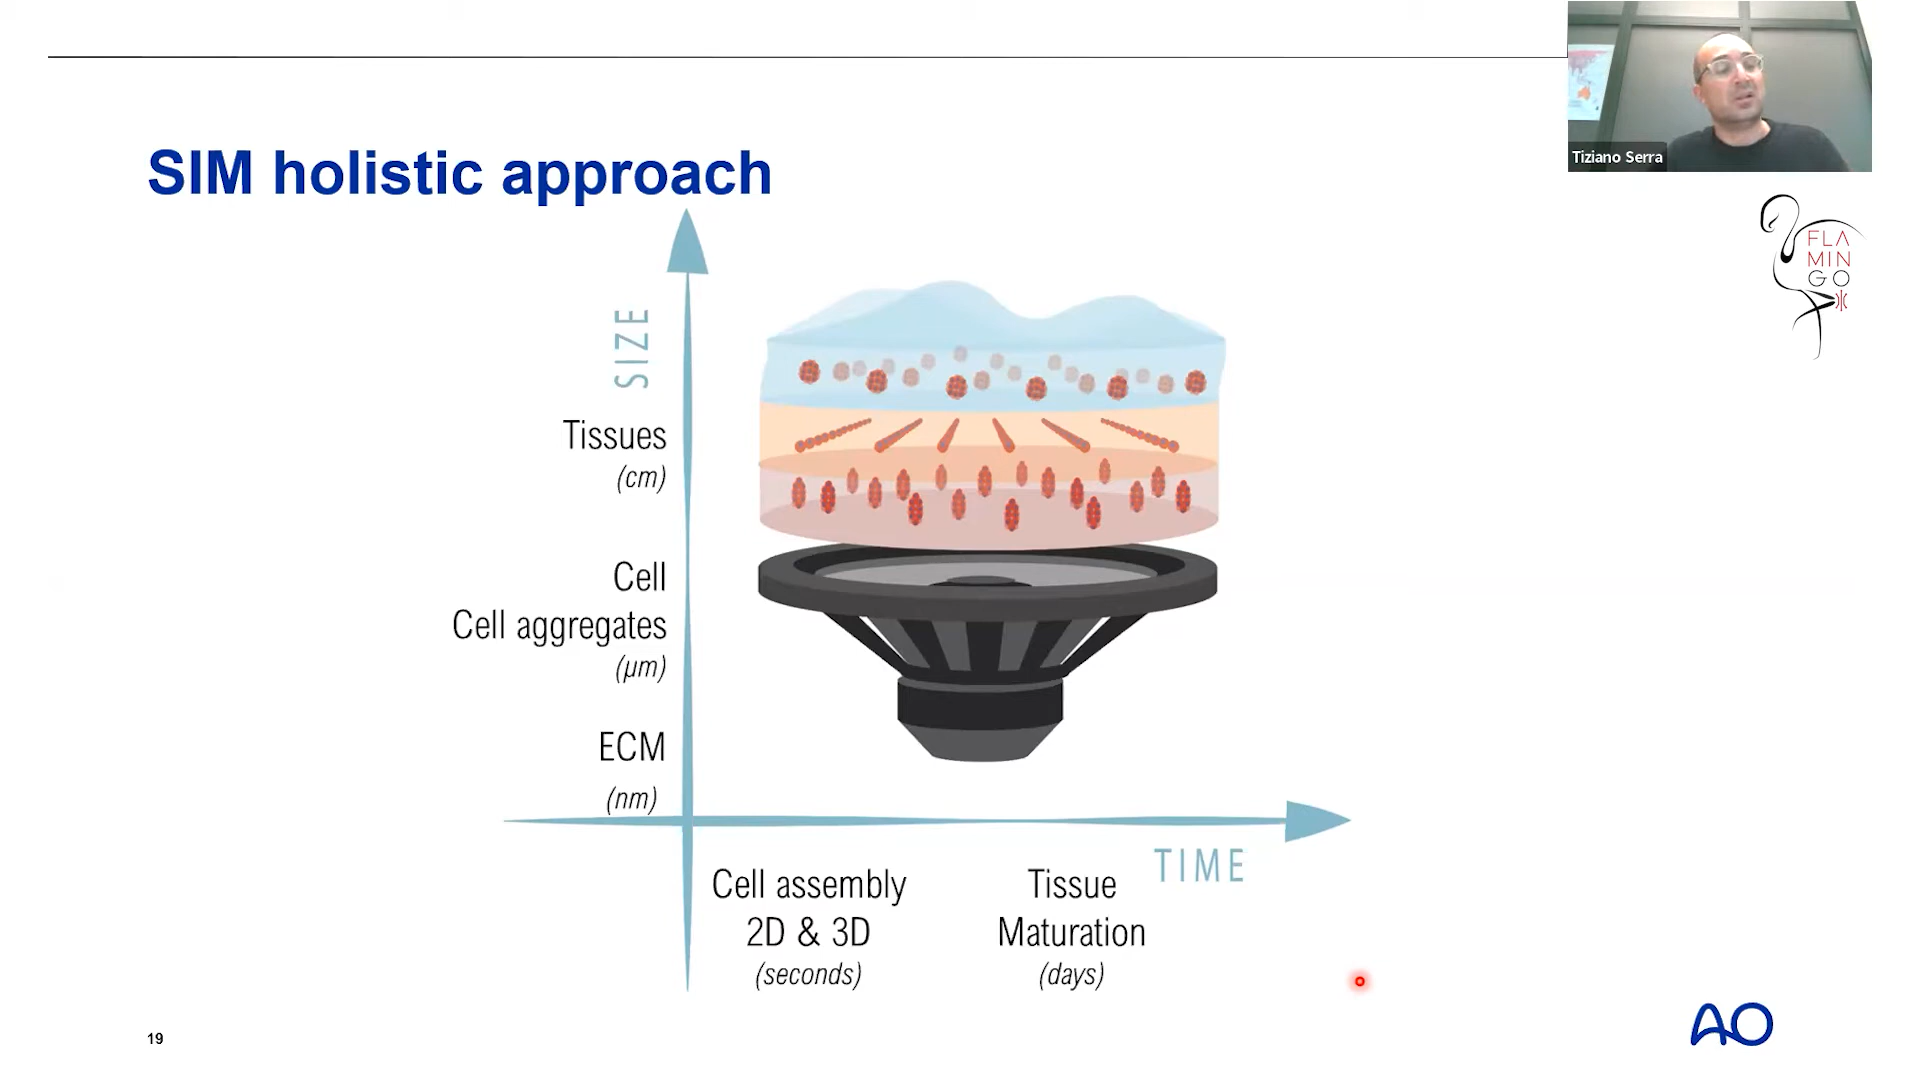 Tiziano Serra
SIM holistic approach
FLA
MIN
GO
SIZE
Tissues
(cm)
Cell
Cell aggregates
(µm)
ECM
(nm)
TIME
Cell assembly
2D & 3D
(seconds)
Tissue
Maturation
(days)
19
AO